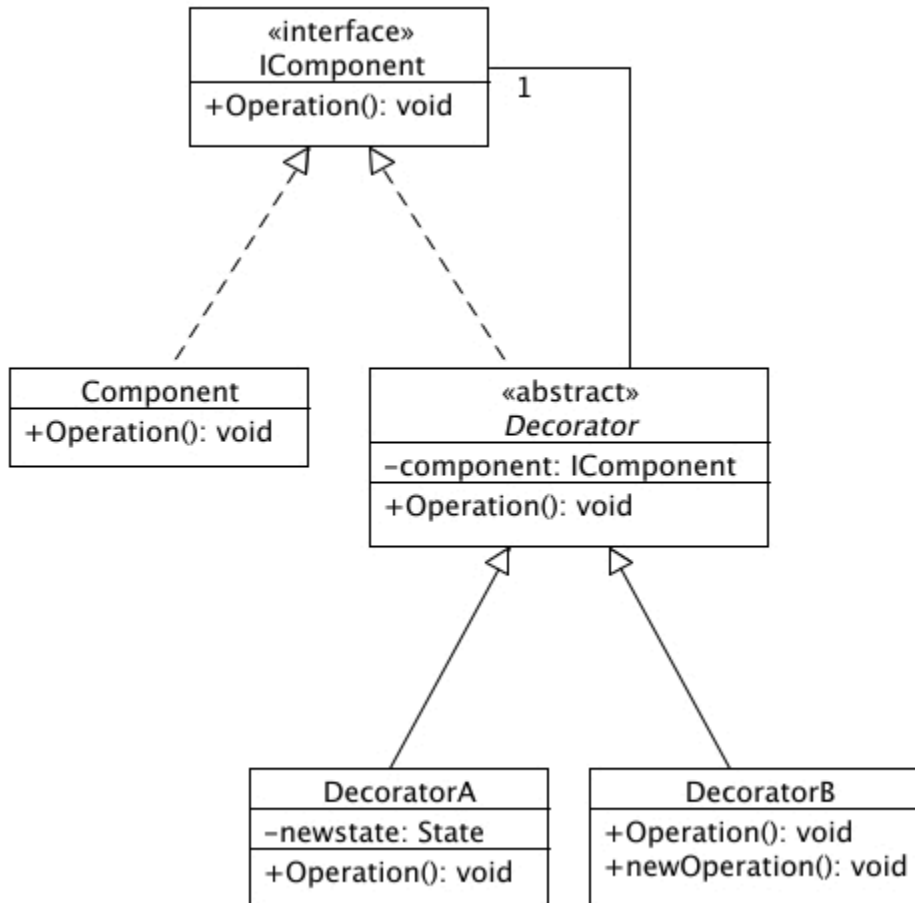 «interface»
IComponent
+Operation(): void
1
Component
+Operation(): void
«abstract»
Decorator
-component: IComponent
+Operation(): void
DecoratorA
-newstate: State
+Operation(): void
DecoratorB
+Operation(): void
+newOperation(): void